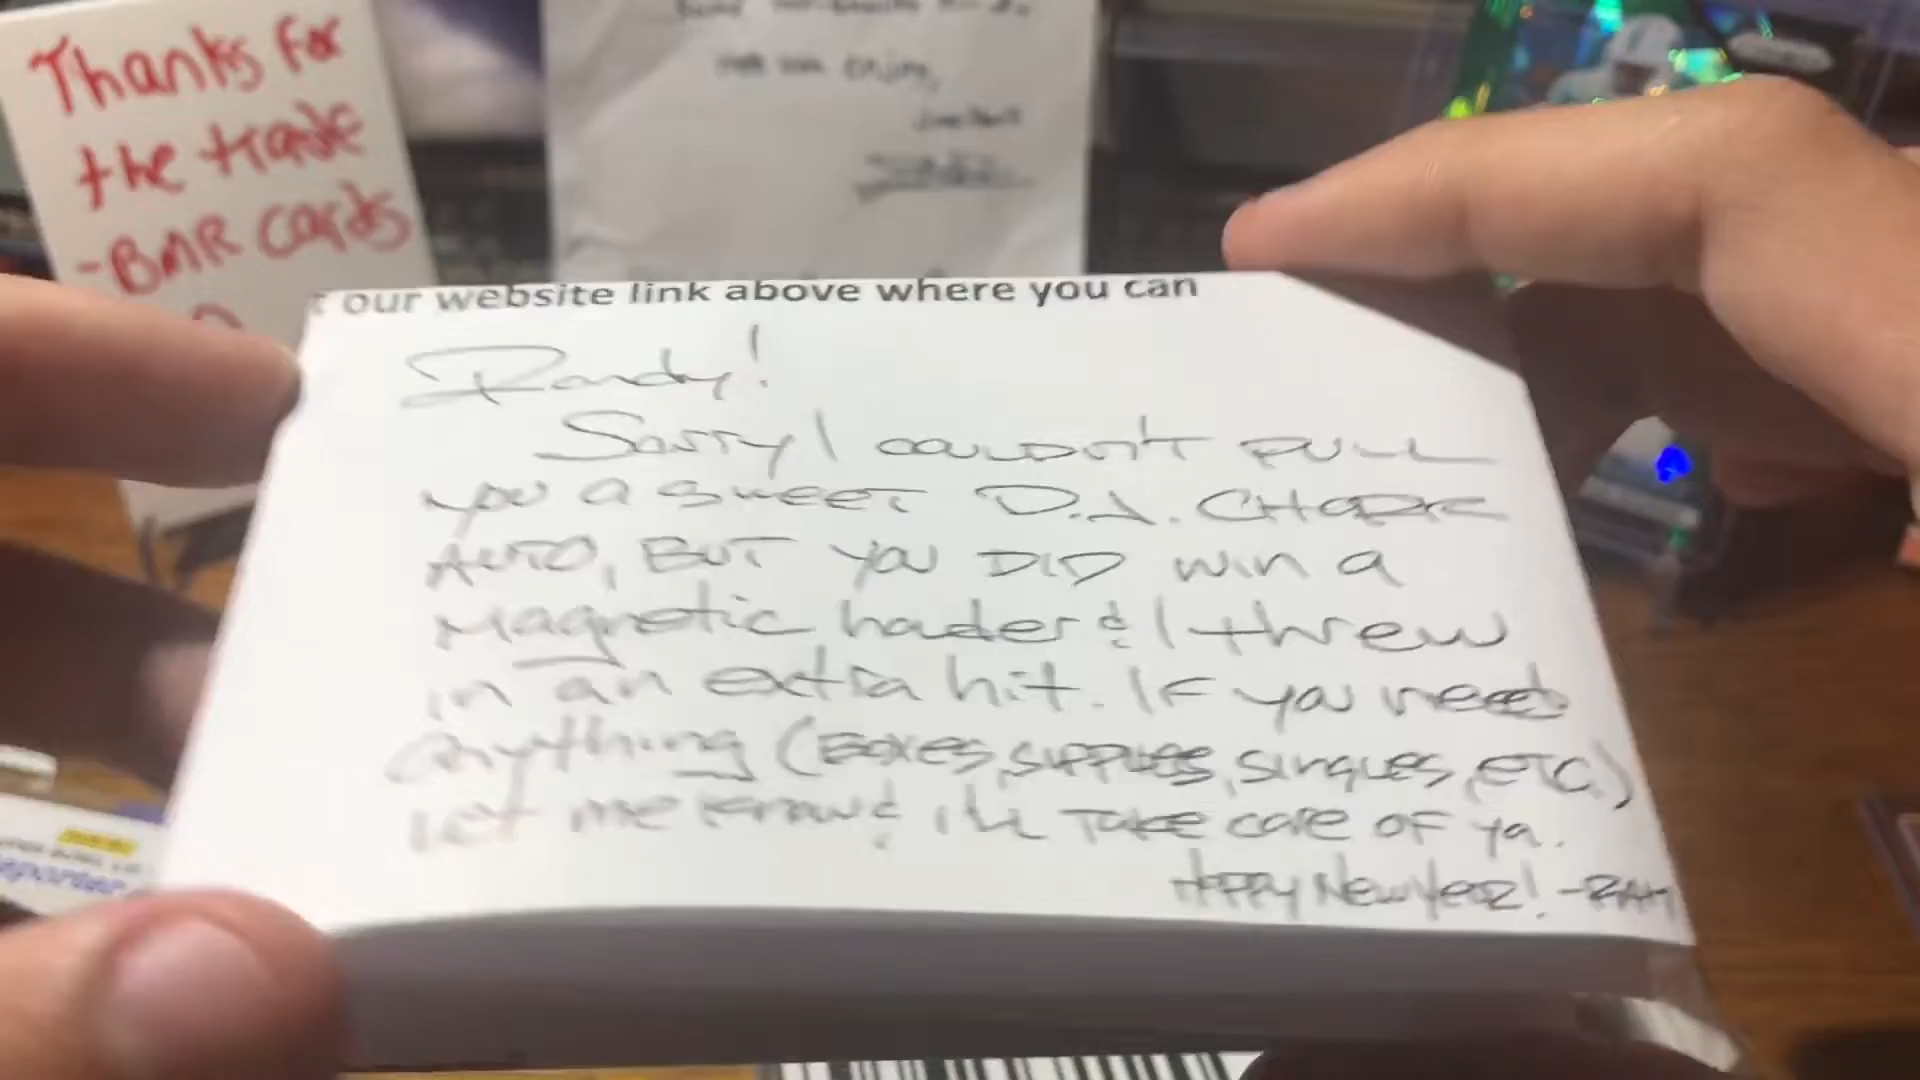 Thanks for
the trade
-BMR cards
our website link above where you can
Randy!
Sorry I couldn't pull
you a sweet D.J. Chark
auto, but you did win a
magnetic holder & I threw
in an extra hit. If you need
anything (boxes, supplies, singles, etc.)
let me know & I'll take care of ya.
Happy New Year!